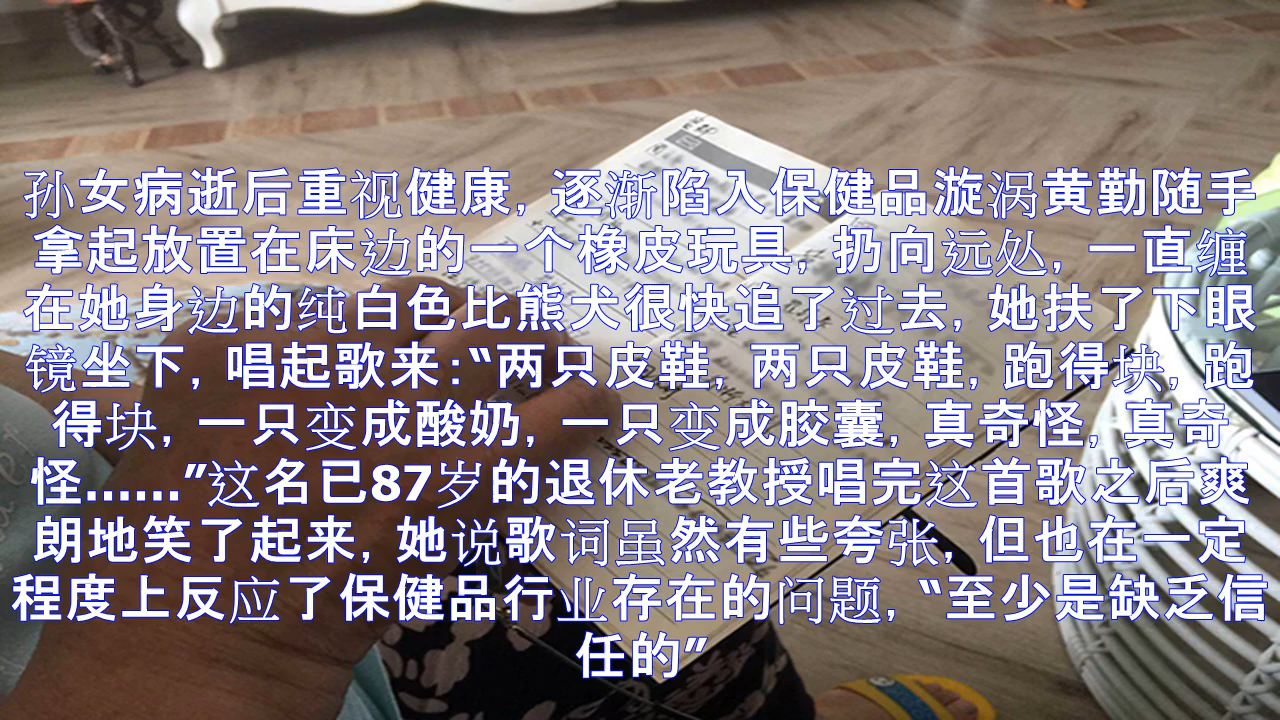 孙女病逝后重视健康, 逐渐陷入保健品漩涡黄勤随手
拿起放置在床边的一个橡皮玩具, 扔向远处, 一直缠
在她身边的纯白色比熊犬很快追了过去, 她扶了下眼
镜坐下, 唱起歌来:“两只皮鞋, 两只皮鞋, 跑得块, 跑
得块, 一只变成酸奶, 一只变成胶囊, 真奇怪, 真奇
怪……”这名已87岁的退休老教授唱完这首歌之后爽
朗地笑了起来, 她说歌词虽然有些夸张, 但也在一定
程度上反应了保健品行业存在的问题, “至少是缺乏信
任的”